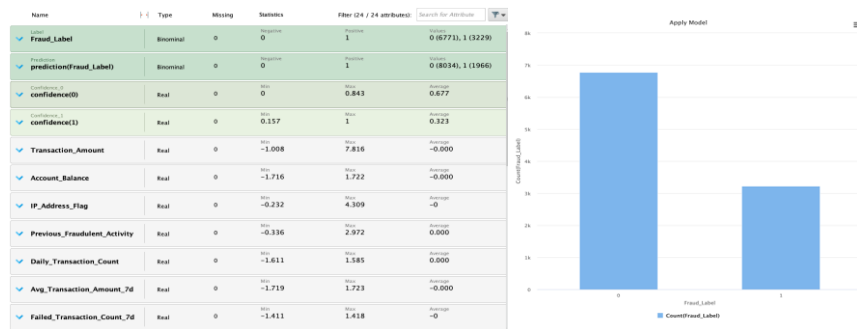 Name Type Missing Statistics Filter (24 / 24 attributes): Search for Attribute
Label
Fraud_Label Binominal 0 Negative 0 Positive 1 Values 0 (6771), 1 (3229)
Prediction
prediction(Fraud_Label) Binominal 0 Negative 0 Positive 1 Values 0 (8034), 1 (1966)
Confidence_0
confidence(0) Real 0 Min 0 Max 0.843 Average 0.677
Confidence_1
confidence(1) Real 0 Min 0.157 Max 1 Average 0.323
Transaction_Amount Real 0 Min −1.008 Max 7.816 Average −0.000
Account_Balance Real 0 Min −1.716 Max 1.722 Average −0.000
IP_Address_Flag Real 0 Min −0.232 Max 4.309 Average −0
Previous_Fraudulent_Activity Real 0 Min −0.336 Max 2.972 Average 0.000
Daily_Transaction_Count Real 0 Min −1.611 Max 1.585 Average 0.000
Avg_Transaction_Amount_7d Real 0 Min −1.719 Max 1.723 Average −0.000
Failed_Transaction_Count_7d Real 0 Min −1.411 Max 1.418 Average −0
Apply Model
Count(Fraud_Label)
8k
7k
6k
5k
4k
3k
2k
1k
0
0 1
Fraud_Label
Count(Fraud_Label)